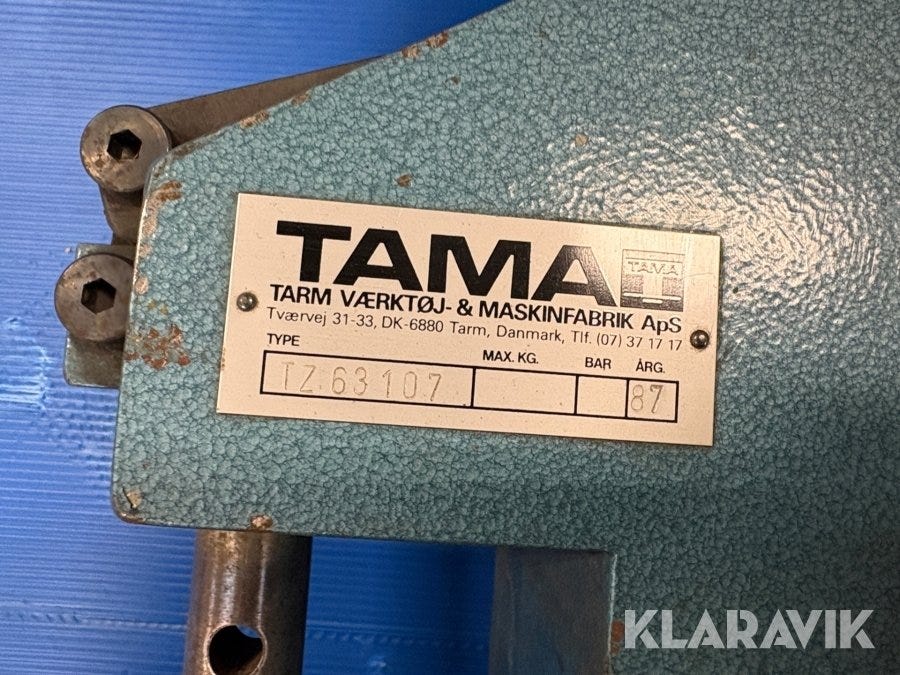 TAMA TAMA
TARM VÆRKTØJ- & MASKINFABRIK ApS
Tværvej 31-33, DK-6880 Tarm, Danmark, Tlf. (07) 37 17 17
TYPE MAX. KG. BAR ÅRG.
TZ 63107 87
KLARAVIK